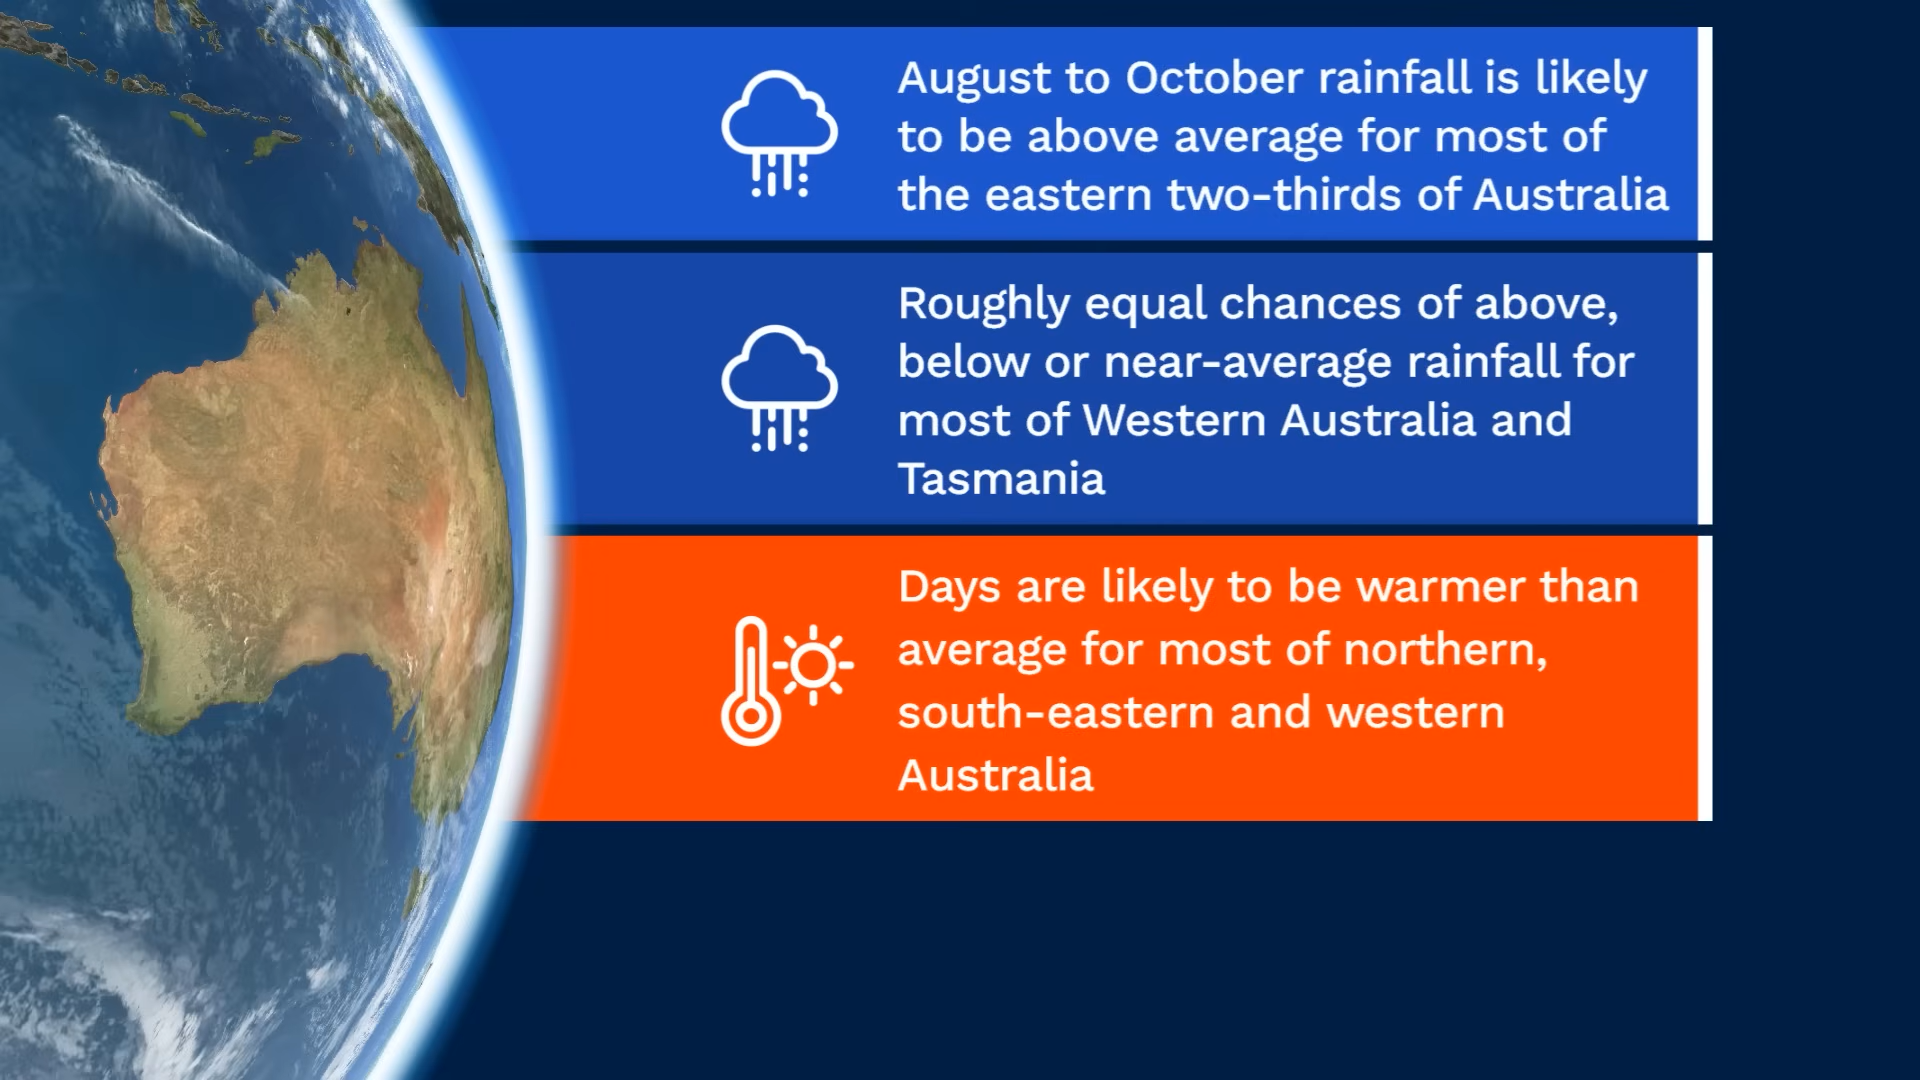 August to October rainfall is likely
to be above average for most of
the eastern two-thirds of Australia
Roughly equal chances of above,
below or near-average rainfall for
most of Western Australia and
Tasmania
Days are likely to be warmer than
average for most of northern,
south-eastern and western
Australia